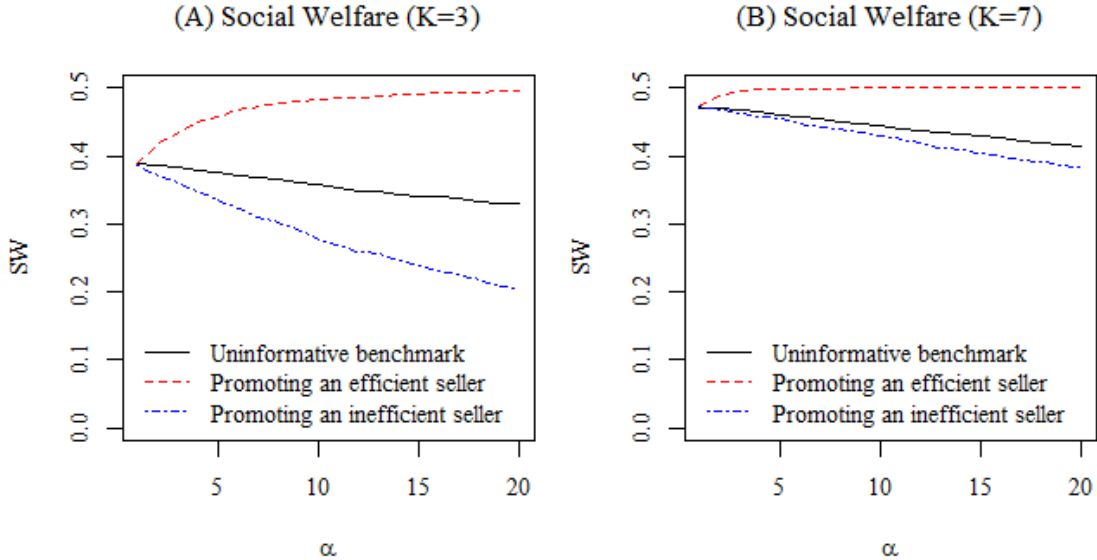 (A) Social Welfare (K=3)
SW
0.5
0.4
0.3
0.2
0.1
0.0
Uninformative benchmark
Promoting an efficient seller
Promoting an inefficient seller
5 10 15 20
α
(B) Social Welfare (K=7)
SW
0.5
0.4
0.3
0.2
0.1
0.0
Uninformative benchmark
Promoting an efficient seller
Promoting an inefficient seller
5 10 15 20
α